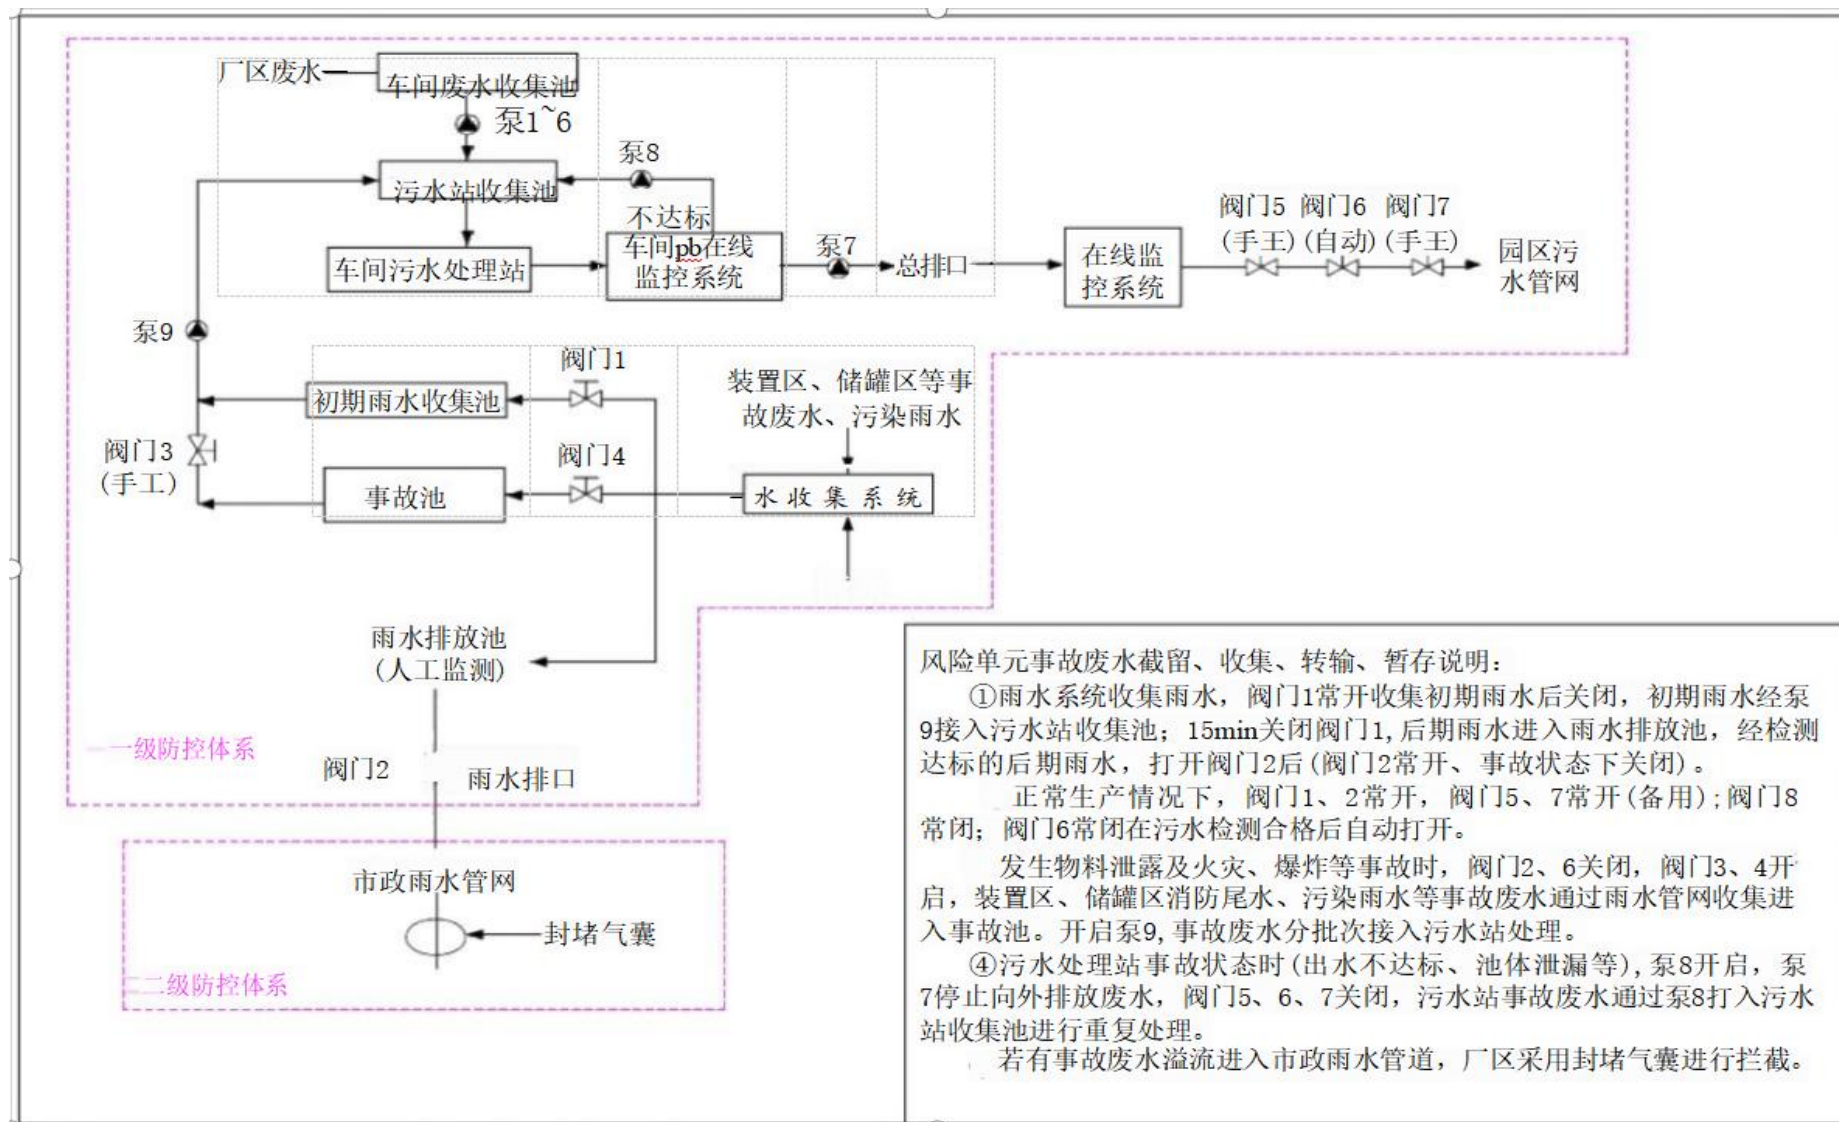 厂区废水
车间废水收集池
泵1~6
泵8
污水站收集池
不达标
车间pb在线
监控系统
车间污水处理站
泵7
总排口
在线监
控系统
阀门5 阀门6 阀门7
(手王)(自动)(手王)
园区污
水管网
泵9
阀门1
初期雨水收集池
装置区、储罐区等事
故废水、污染雨水
阀门3
(手工)
阀门4
事故池
水收集系统
雨水排放池
(人工监测)
一级防控体系
阀门2
雨水排口
市政雨水管网
封堵气囊
二级防控体系
风险单元事故废水截留、收集、转输、暂存说明：
①雨水系统收集雨水，阀门1常开收集初期雨水后关闭，初期雨水经泵
9接入污水站收集池；15min关闭阀门1,后期雨水进入雨水排放池，经检测
达标的后期雨水，打开阀门2后(阀门2常开、事故状态下关闭)。
正常生产情况下，阀门1、2常开，阀门5、7常开(备用);阀门8
常闭；阀门6常闭在污水检测合格后自动打开。
发生物料泄露及火灾、爆炸等事故时，阀门2、6关闭，阀门3、4开
启，装置区、储罐区消防尾水、污染雨水等事故废水通过雨水管网收集进
入事故池。开启泵9,事故废水分批次接入污水站处理。
④污水处理站事故状态时(出水不达标、池体泄漏等),泵8开启，泵
7停止向外排放废水，阀门5、6、7关闭，污水站事故废水通过泵8打入污水
站收集池进行重复处理。
若有事故废水溢流进入市政雨水管道，厂区采用封堵气囊进行拦截。